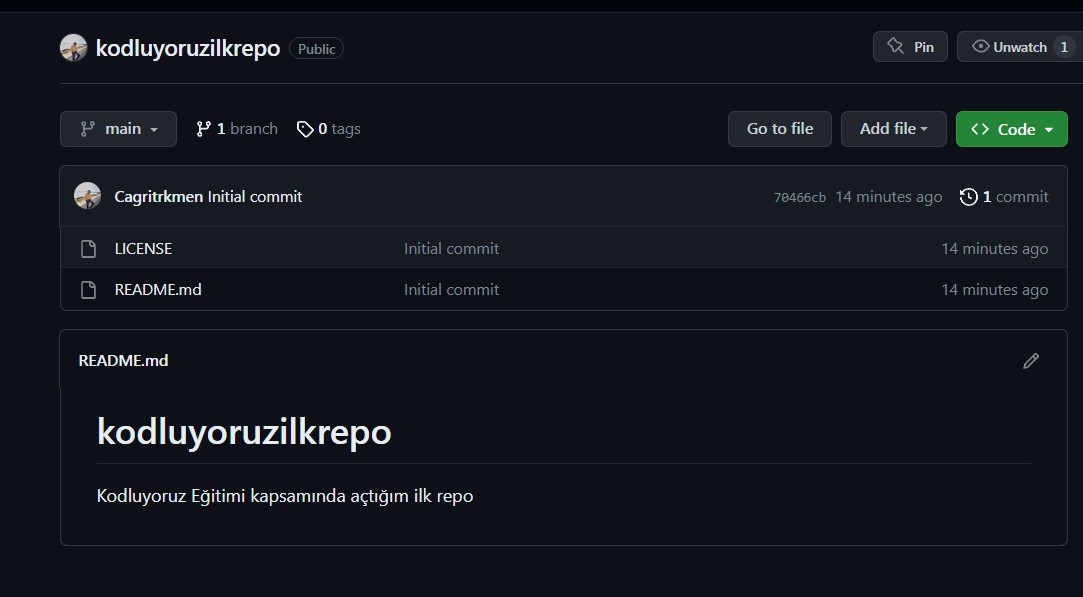 kodluyoruzilkrepo Public Pin Unwatch 1
main 1 branch 0 tags Go to file Add file Code
Cagritrkmen Initial commit 70466cb 14 minutes ago 1 commit
LICENSE Initial commit 14 minutes ago
README.md Initial commit 14 minutes ago
README.md
kodluyoruzilkrepo
Kodluyoruz Eğitimi kapsamında açtığım ilk repo